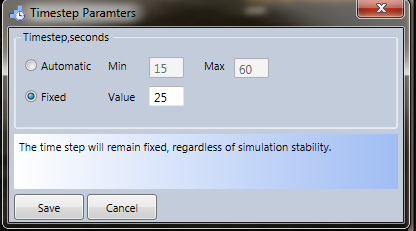 Timestep Paramters
Timestep,seconds
Automatic Min 15 Max 60
Fixed Value 25
The time step will remain fixed, regardless of simulation stability.
Save Cancel